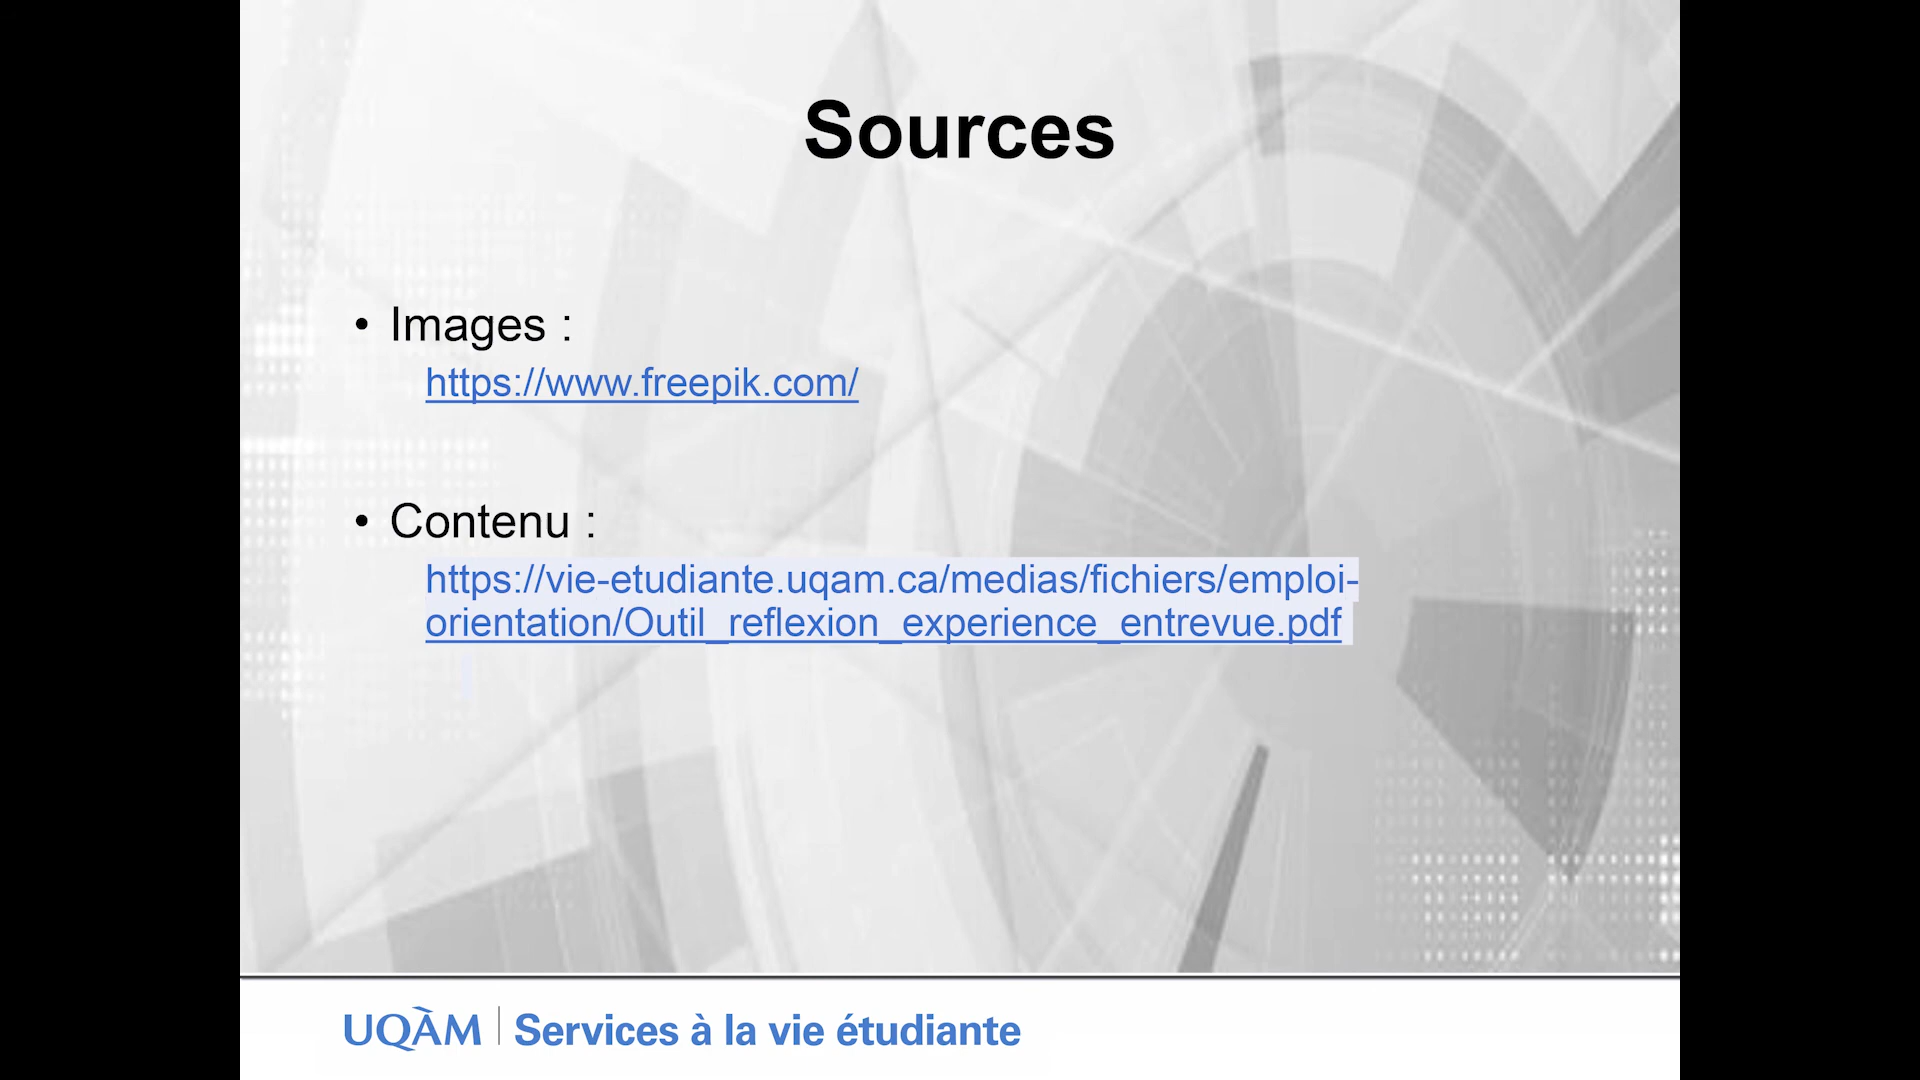 Sources
• Images :
https://www.freepik.com/
• Contenu :
https://vie-etudiante.uqam.ca/medias/fichiers/emploi-
orientation/Outil_reflexion_experience_entrevue.pdf
UQÀM | Services à la vie étudiante